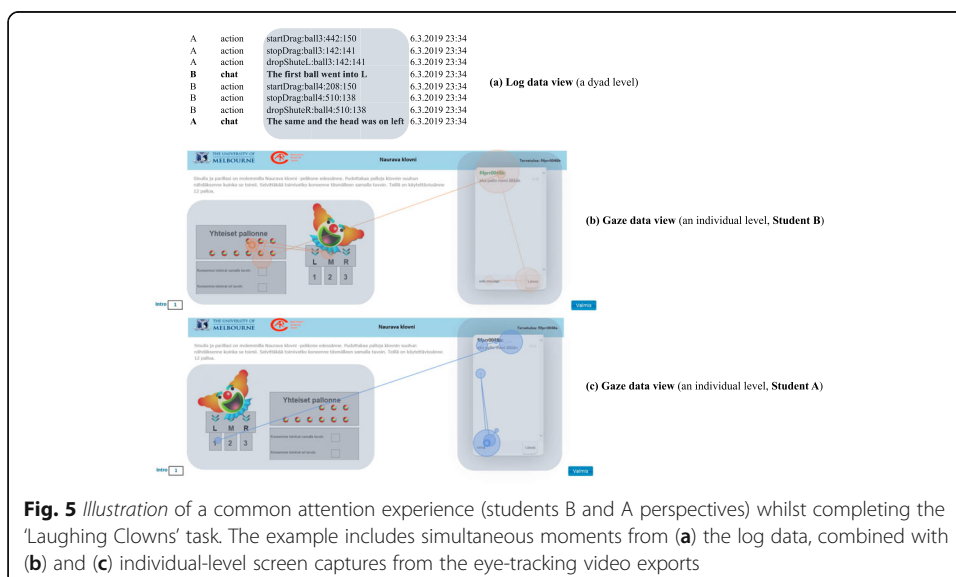 A action startDrag:ball3:442:150 6.3.2019 23:34
A action stopDrag:ball3:142:141 6.3.2019 23:34
A action dropShuteL:ball3:142:141 6.3.2019 23:34
B chat The first ball went into L 6.3.2019 23:34
B action startDrag:ball4:208:150 6.3.2019 23:34
B action stopDrag:ball4:510:138 6.3.2019 23:34
B action dropShuteR:ball4:510:138 6.3.2019 23:34
A chat The same and the head was on left 6.3.2019 23:34
(a) Log data view (a dyad level)
THE UNIVERSITY OF
MELBOURNE
Naurava klovni
Yhteiset pallonne
L M R
1 2 3
Intro 1
Valmis
(b) Gaze data view (an individual level, Student B)
THE UNIVERSITY OF
MELBOURNE
Naurava klovni
Yhteiset pallonne
L M R
1 2 3
Intro 1
Valmis
(c) Gaze data view (an individual level, Student A)
Fig. 5 Illustration of a common attention experience (students B and A perspectives) whilst completing the
‘Laughing Clowns’ task. The example includes simultaneous moments from (a) the log data, combined with
(b) and (c) individual-level screen captures from the eye-tracking video exports